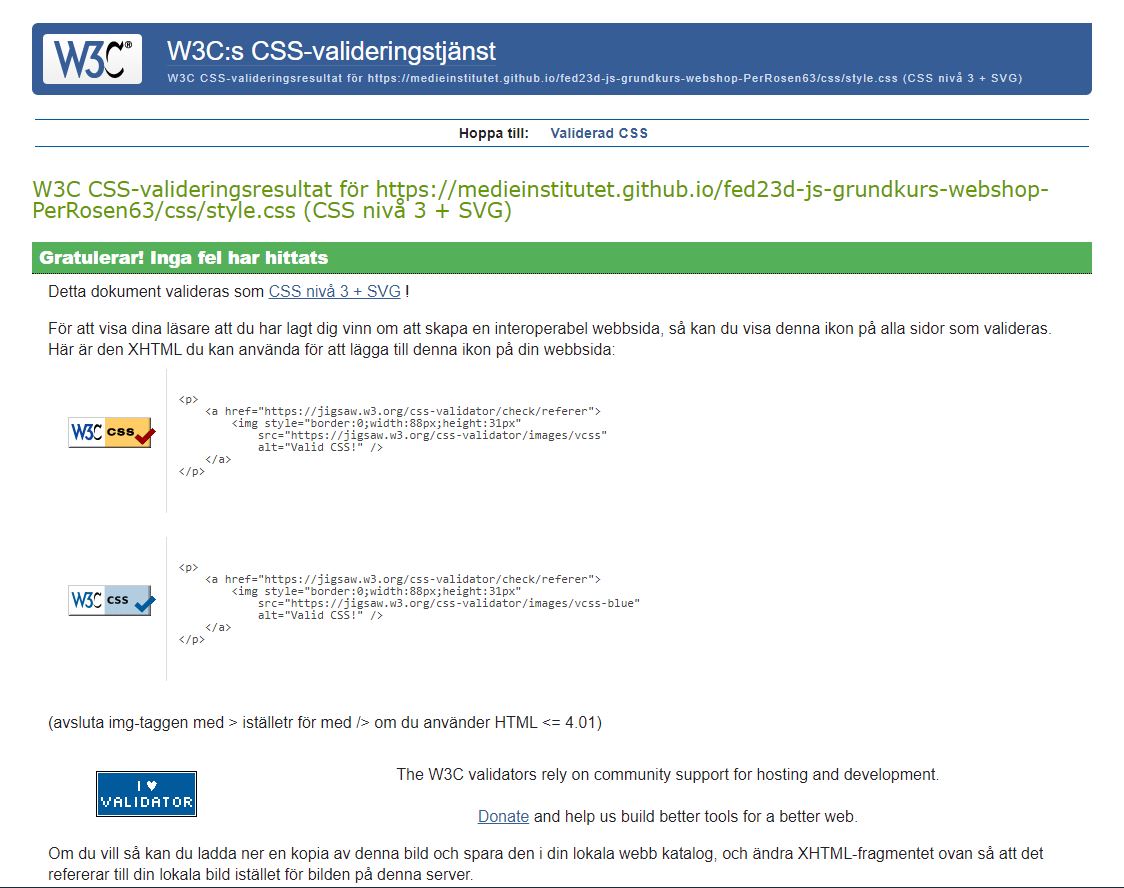 W3C®
W3C:s CSS-valideringstjänst
W3C CSS-valideringsresultat för https://medieinstitutet.github.io/fed23d-js-grundkurs-webshop-PerRosen63/css/style.css (CSS nivå 3 + SVG)
Hoppa till: Validerad CSS
W3C CSS-valideringsresultat för https://medieinstitutet.github.io/fed23d-js-grundkurs-webshop-
PerRosen63/css/style.css (CSS nivå 3 + SVG)
Gratulerar! Inga fel har hittats
Detta dokument valideras som CSS nivå 3 + SVG !
För att visa dina läsare att du har lagt dig vinn om att skapa en interoperabel webbsida, så kan du visa denna ikon på alla sidor som valideras.
Här är den XHTML du kan använda för att lägga till denna ikon på din webbsida:
W3C CSS
<p>
<a href="https://jigsaw.w3.org/css-validator/check/referer">
<img style="border:0;width:88px;height:31px"
src="https://jigsaw.w3.org/css-validator/images/vcss"
alt="Valid CSS!" />
</a>
</p>
W3C CSS
<p>
<a href="https://jigsaw.w3.org/css-validator/check/referer">
<img style="border:0;width:88px;height:31px"
src="https://jigsaw.w3.org/css-validator/images/vcss-blue"
alt="Valid CSS!" />
</a>
</p>
(avsluta img-taggen med > iställetr för med /> om du använder HTML <= 4.01)
I ♥
VALIDATOR
The W3C validators rely on community support for hosting and development.
Donate and help us build better tools for a better web.
Om du vill så kan du ladda ner en kopia av denna bild och spara den i din lokala webb katalog, och ändra XHTML-fragmentet ovan så att det
refererar till din lokala bild istället för bilden på denna server.